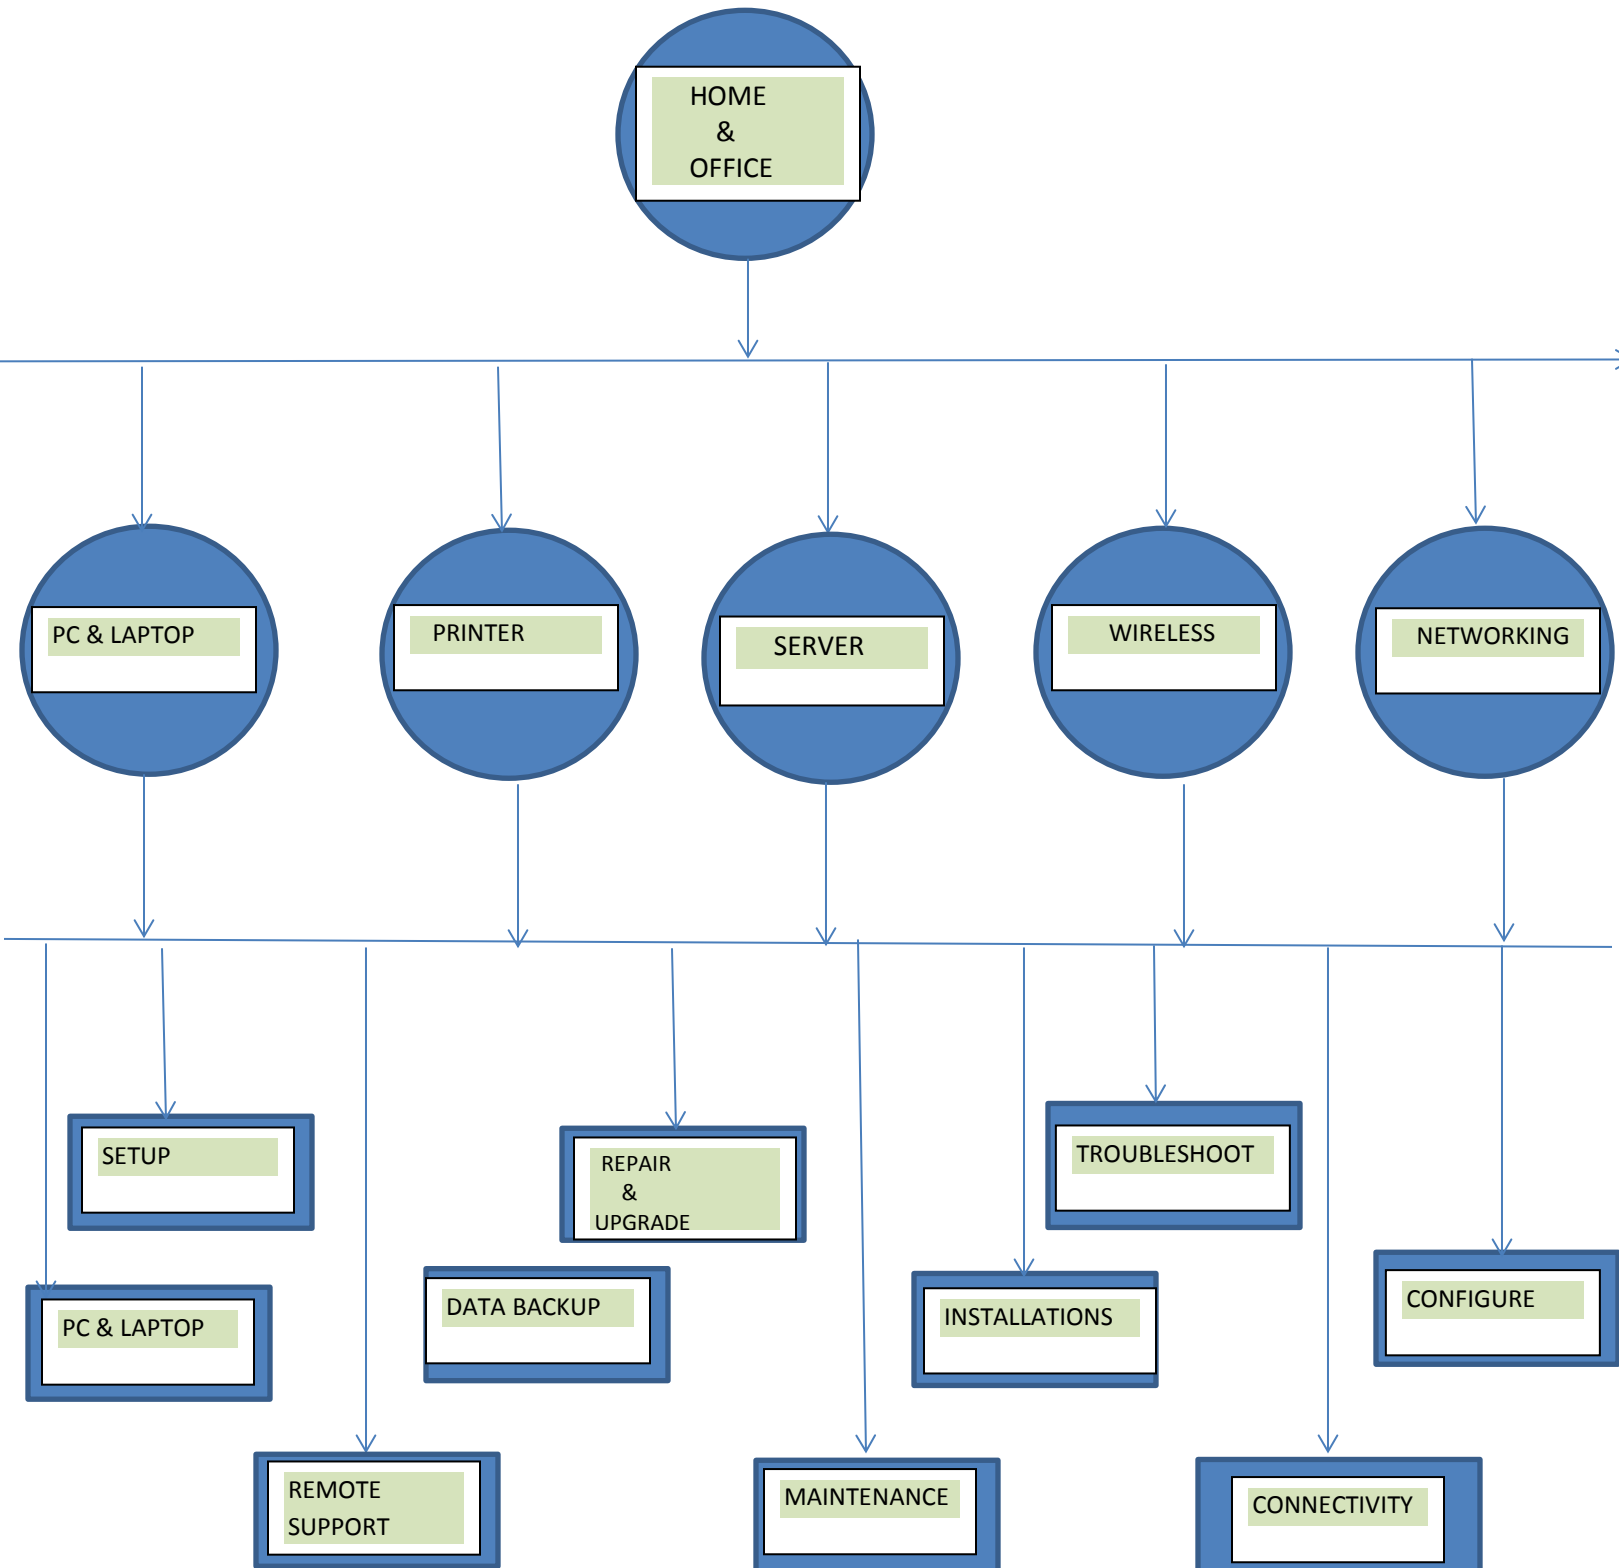 HOME
&
OFFICE
PC & LAPTOP
PRINTER
SERVER
WIRELESS
NETWORKING
SETUP
REPAIR
&
UPGRADE
TROUBLESHOOT
PC & LAPTOP
DATA BACKUP
INSTALLATIONS
CONFIGURE
REMOTE
SUPPORT
MAINTENANCE
CONNECTIVITY